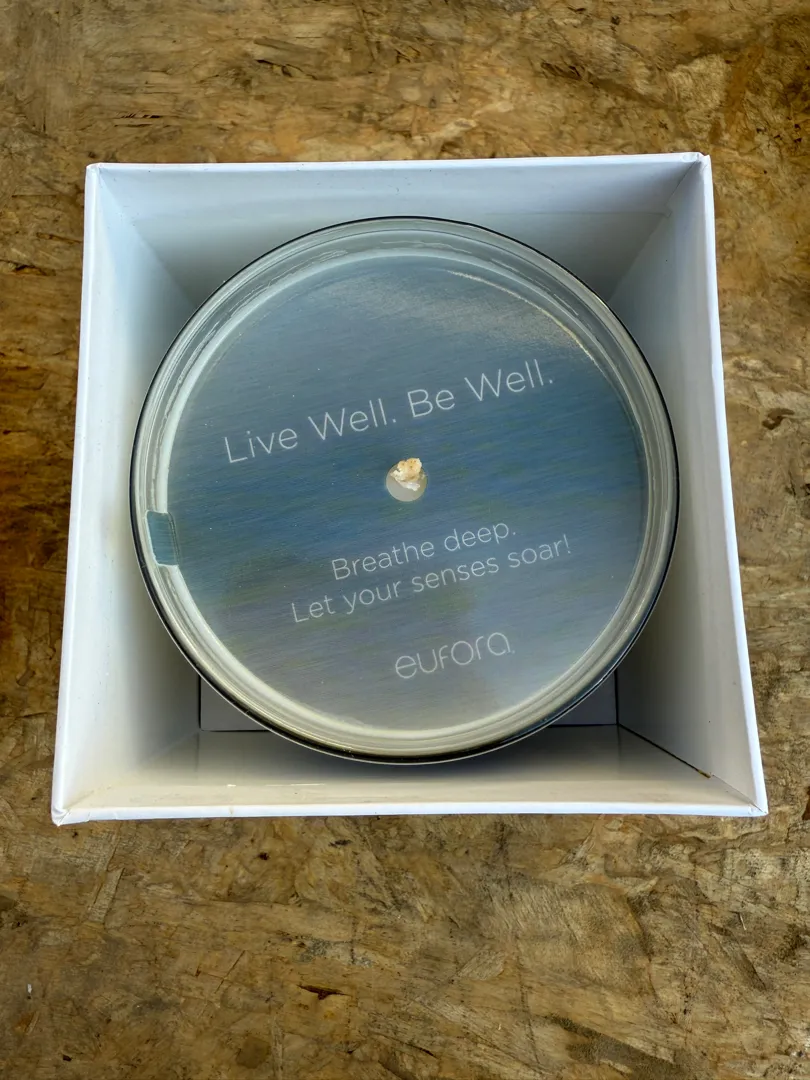 Live Well. Be Well.
Breathe deep.
Let your senses soar!
eufora